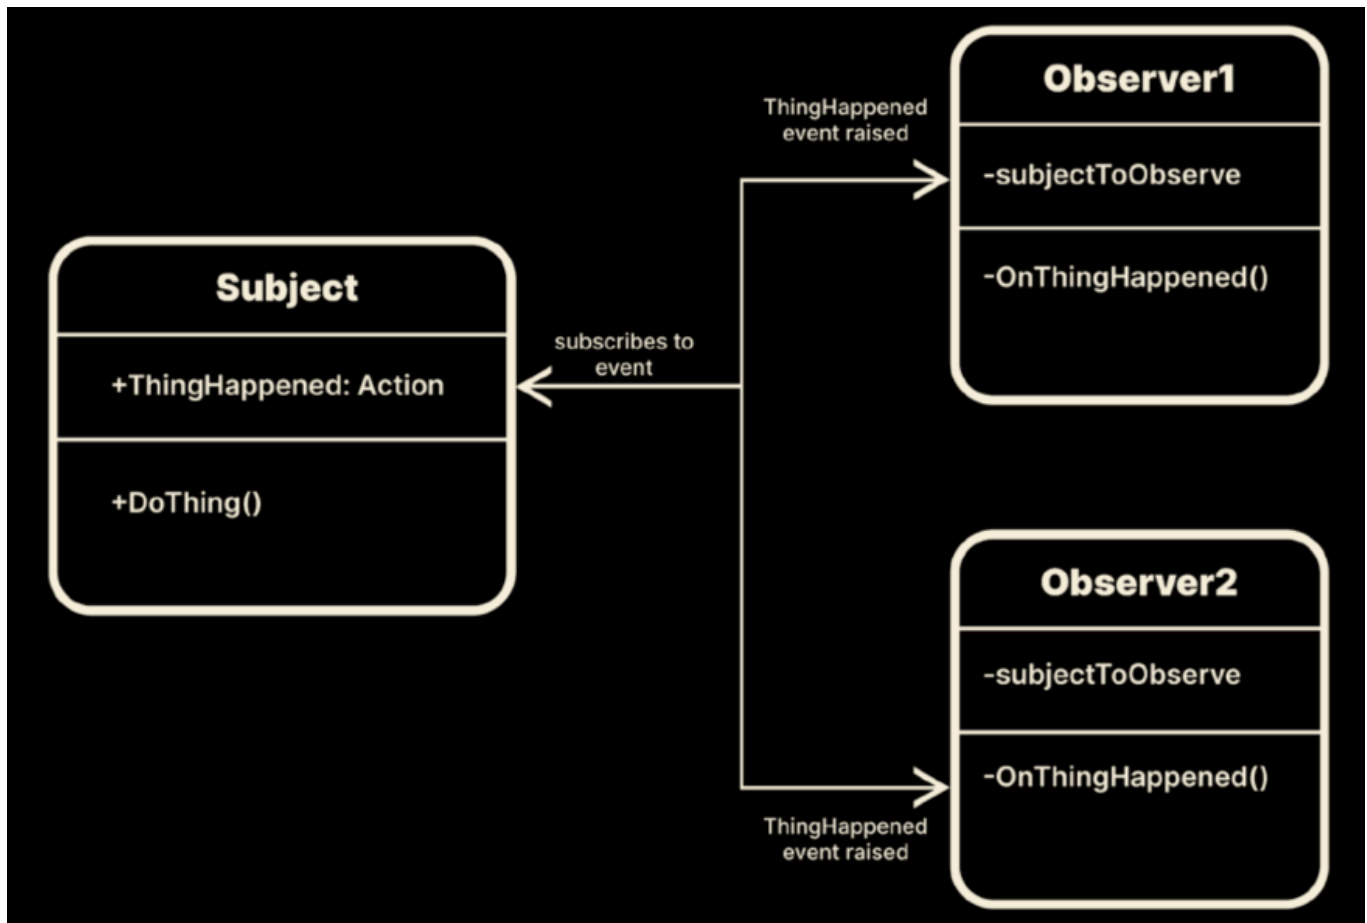 Subject
+ThingHappened: Action
+DoThing()
subscribes to
event
ThingHappened
event raised
Observer1
-subjectToObserve
-OnThingHappened()
Observer2
-subjectToObserve
-OnThingHappened()
ThingHappened
event raised